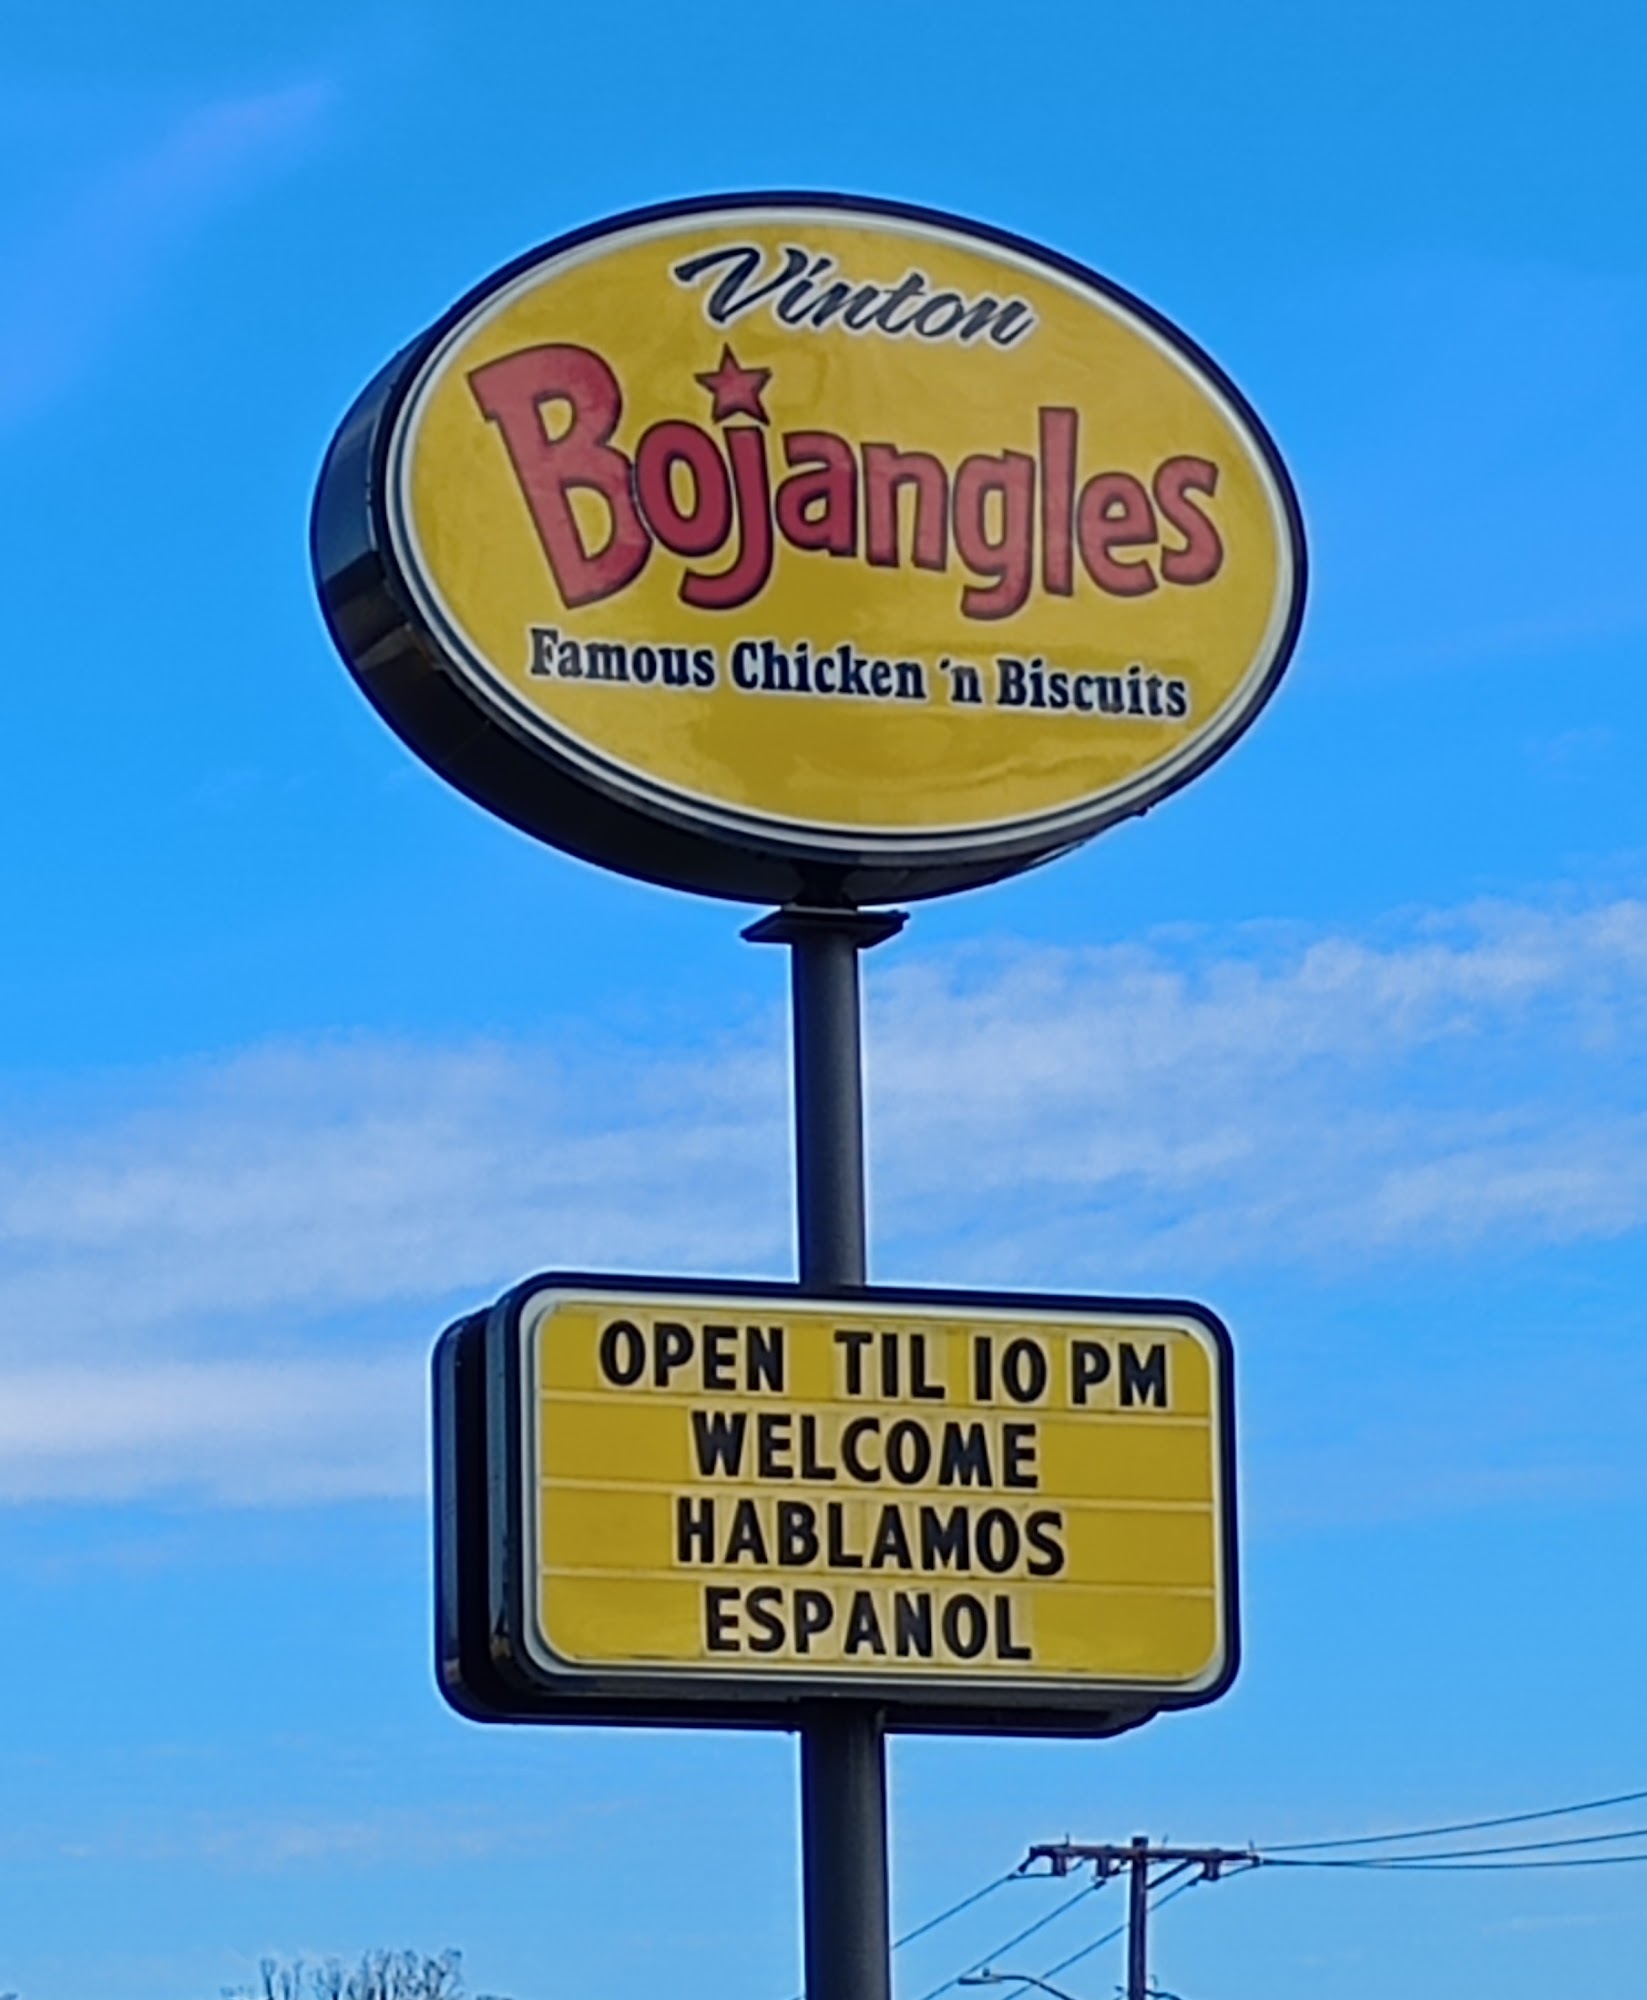 Vinton
Bojangles
Famous Chicken 'n Biscuits
OPEN TIL 10 PM
WELCOME
HABLAMOS
ESPANOL